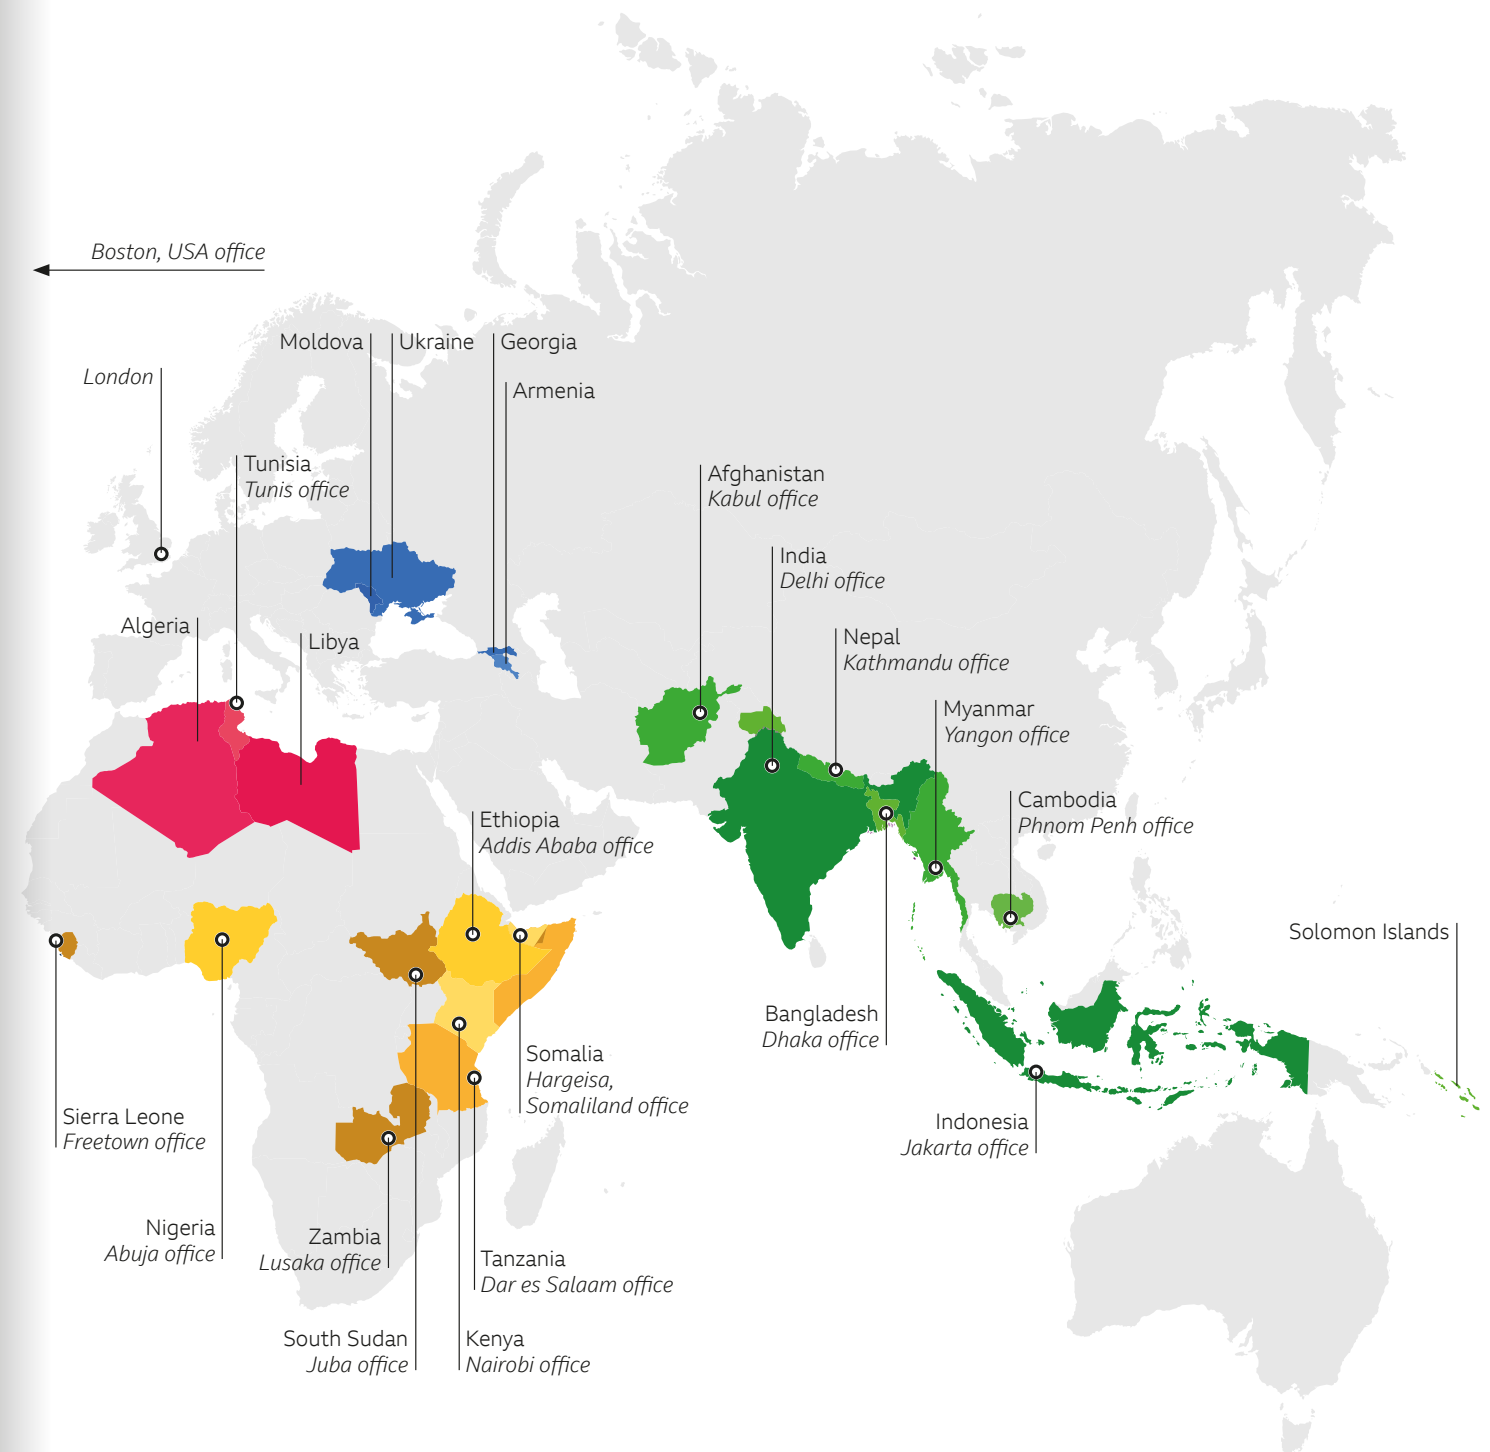 Boston, USA office
Moldova
Ukraine
Georgia
London
Armenia
Tunisia
Tunis office
Afghanistan
Kabul office
India
Delhi office
Algeria
Libya
Nepal
Kathmandu office
Myanmar
Yangon office
Ethiopia
Addis Ababa office
Cambodia
Phnom Penh office
Solomon Islands
Bangladesh
Dhaka office
Somalia
Hargeisa,
Somaliland office
Sierra Leone
Freetown office
Indonesia
Jakarta office
Nigeria
Abuja office
Zambia
Lusaka office
Tanzania
Dar es Salaam office
South Sudan
Juba office
Kenya
Nairobi office